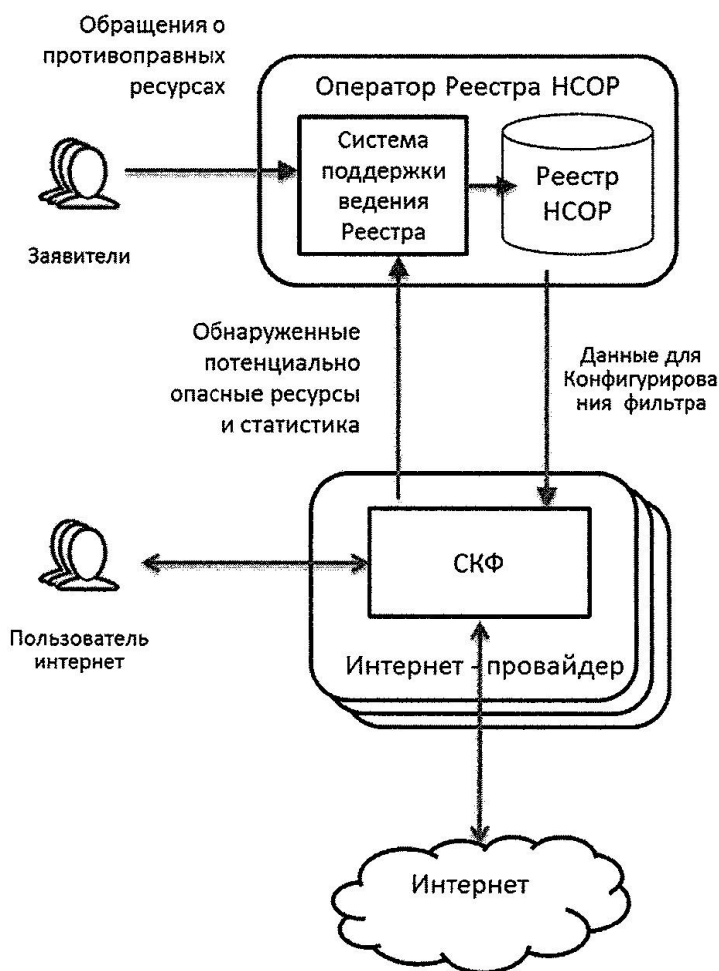 Обращения о
противоправных
ресурсах
Оператор Реестра НСОР
Система
поддержки
ведения
Реестра
Реестр
НСОР
Заявители
Обнаруженные
потенциально
опасные ресурсы
и статистика
Данные для
Конфигурирова
ния фильтра
СКФ
Пользователь
интернет
Интернет - провайдер
Интернет